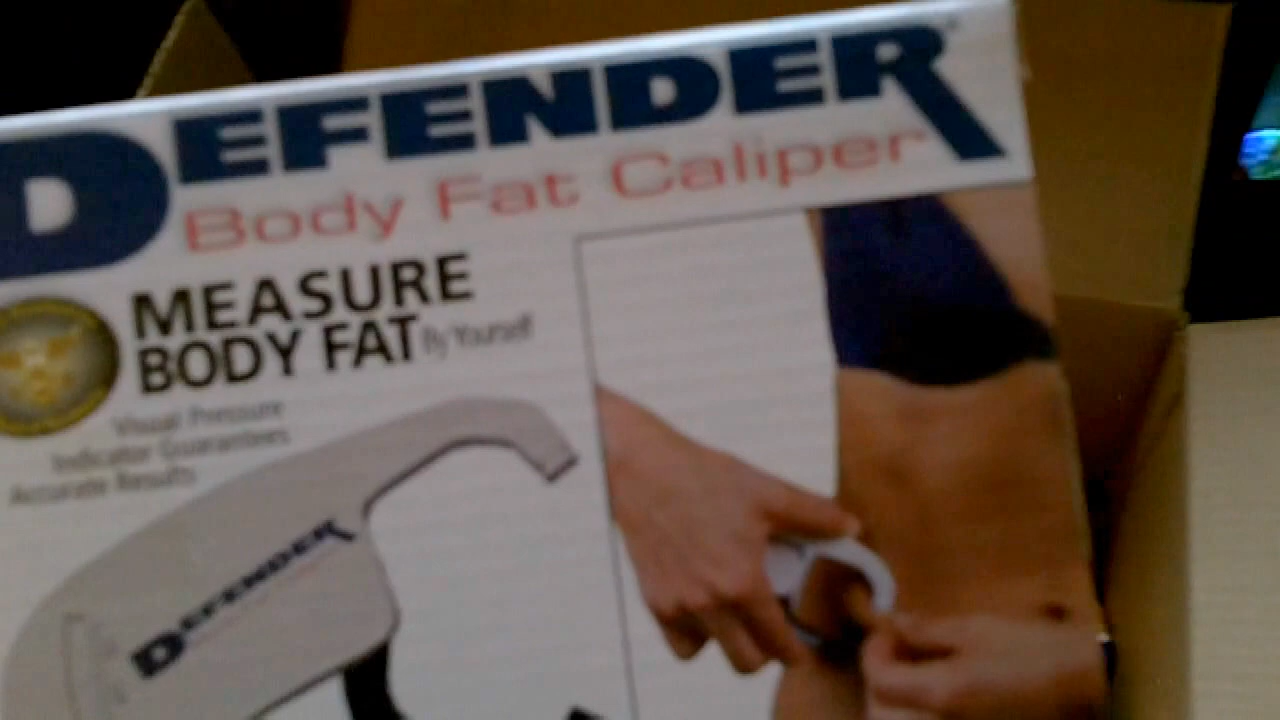 DEFENDER
Body Fat Caliper
MEASURE
BODY FAT By Yourself
Visual Pressure
Indicator Guarantees
Accurate Results
DEFENDER